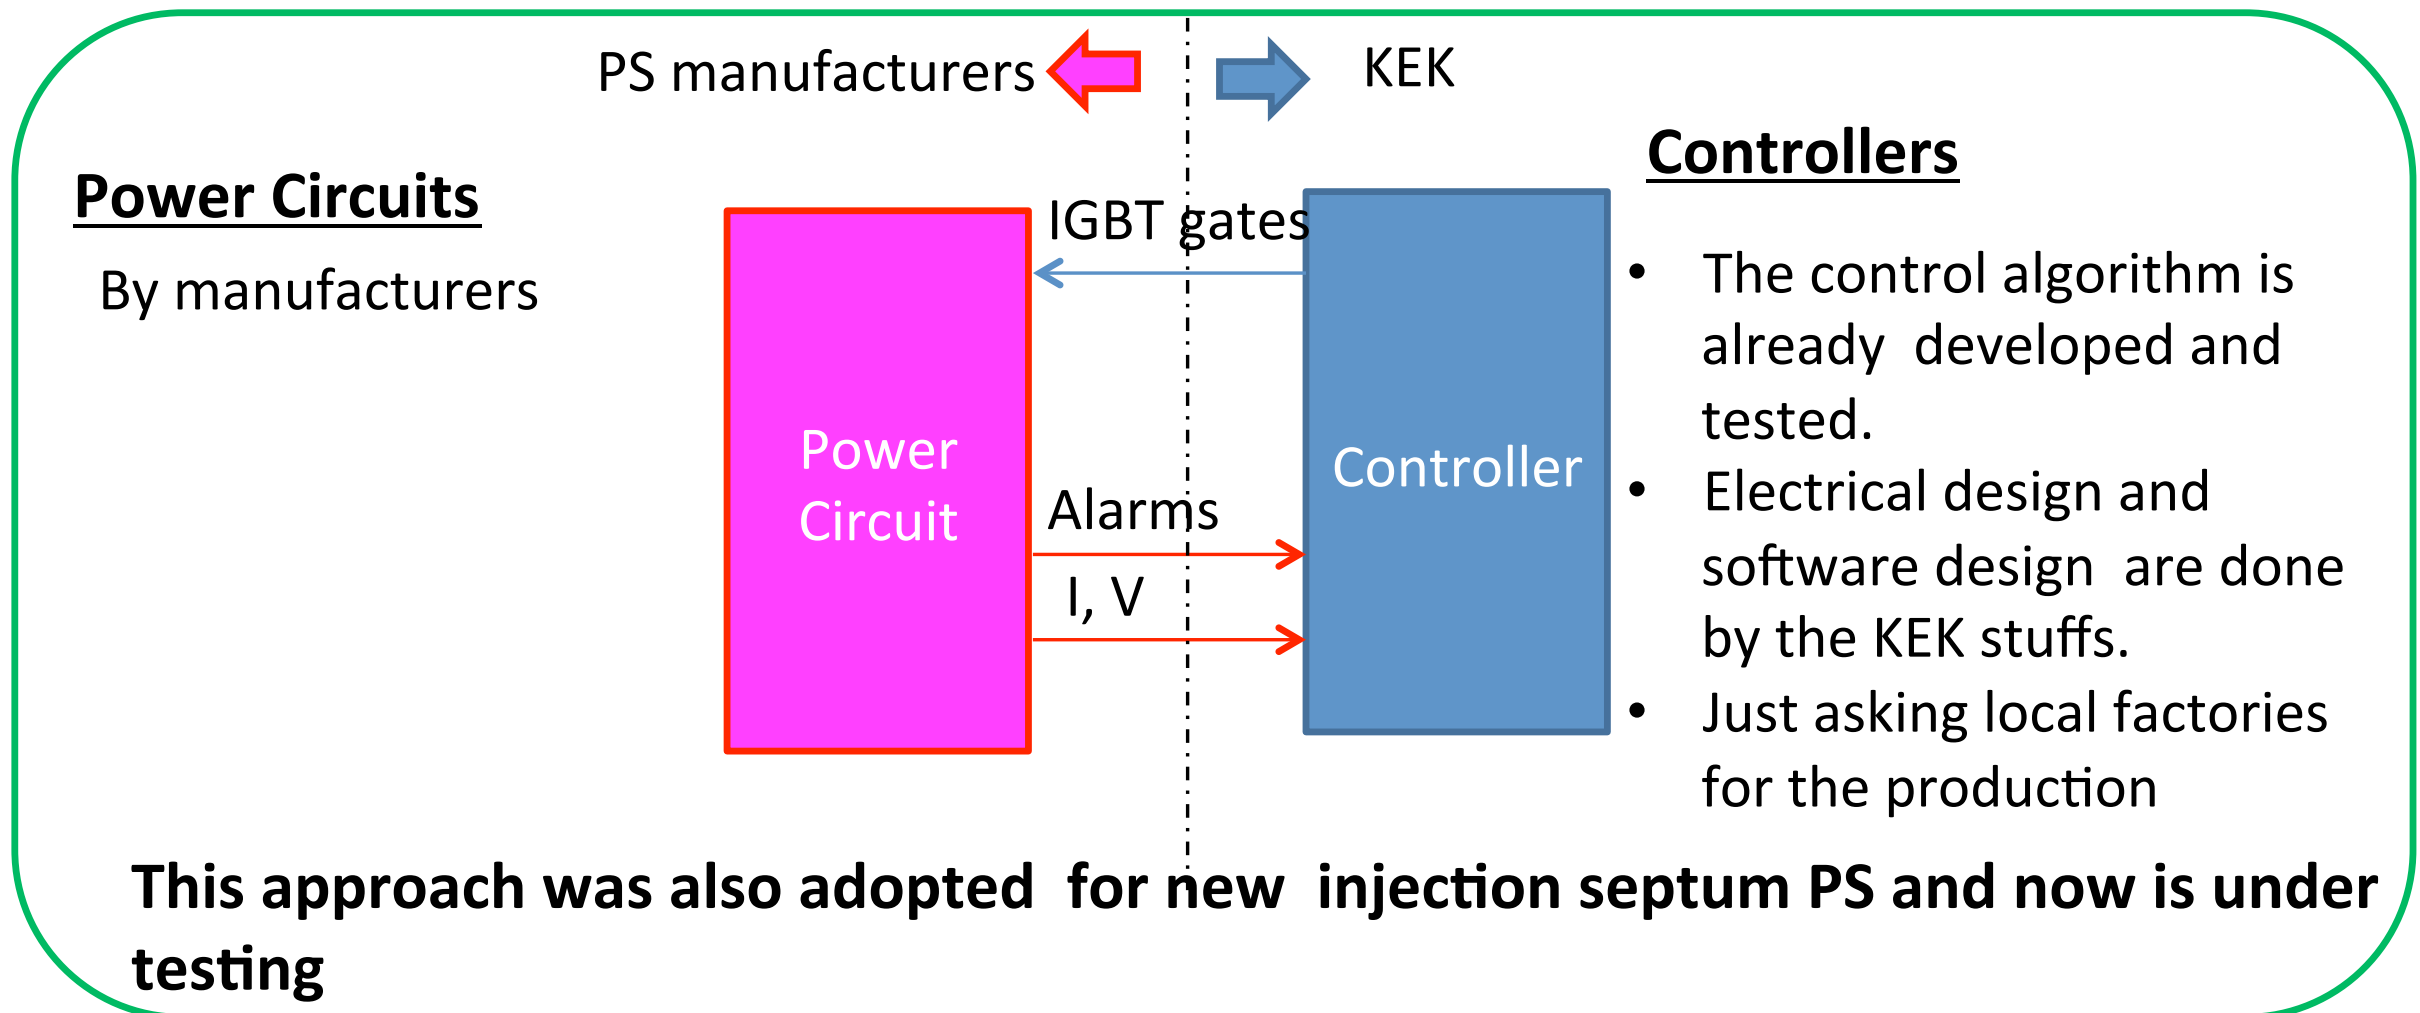 PS manufacturers
KEK
Power Circuits
By manufacturers
Power
Circuit
IGBT gates
Alarms
I, V
Controller
Controllers
• The control algorithm is
already developed and
tested.
• Electrical design and
software design are done
by the KEK stuffs.
• Just asking local factories
for the production
This approach was also adopted for new injection septum PS and now is under
testing